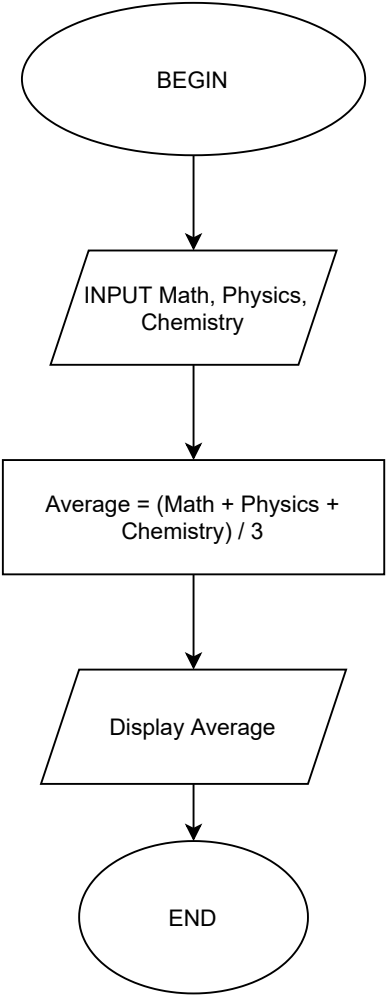 BEGIN
INPUT Math, Physics,
Chemistry
Average = (Math + Physics +
Chemistry) / 3
Display Average
END